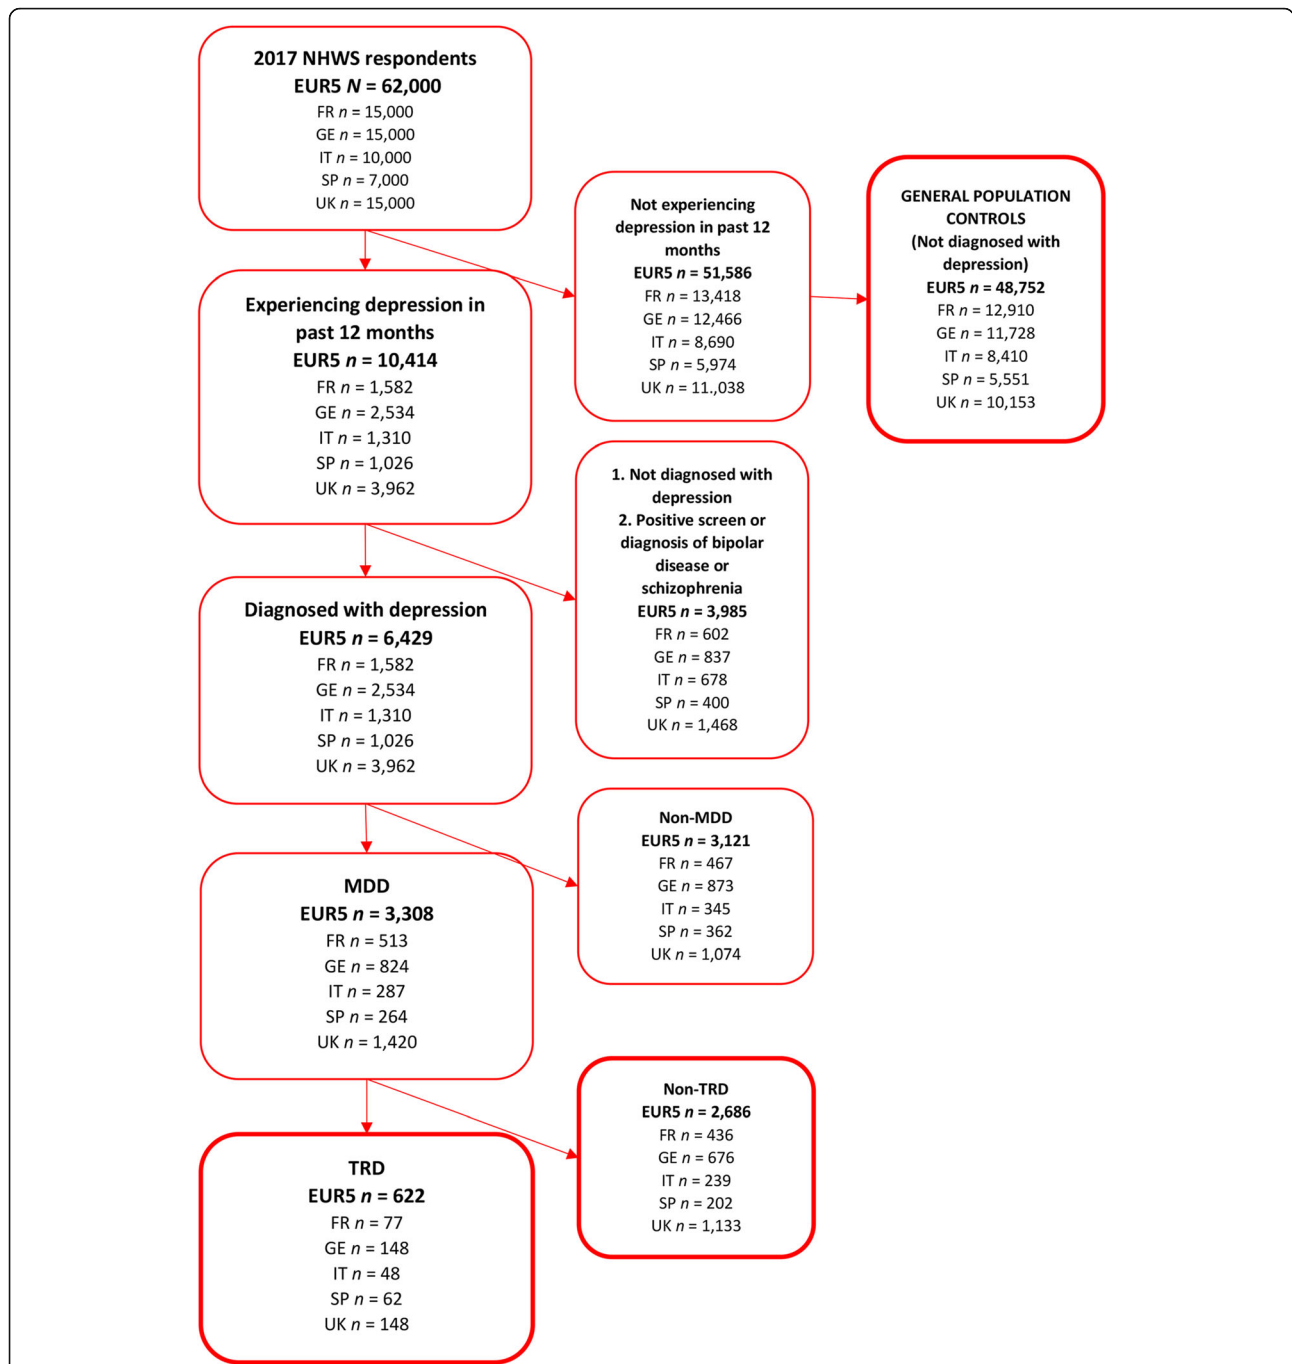 2017 NHWS respondents
EUR5 N = 62,000
FR n = 15,000
GE n = 15,000
IT n = 10,000
SP n = 7,000
UK n = 15,000
Not experiencing
depression in past 12
months
EUR5 n = 51,586
FR n = 13,418
GE n = 12,466
IT n = 8,690
SP n = 5,974
UK n = 11.,038
GENERAL POPULATION
CONTROLS
(Not diagnosed with
depression)
EUR5 n = 48,752
FR n = 12,910
GE n = 11,728
IT n = 8,410
SP n = 5,551
UK n = 10,153
Experiencing depression in
past 12 months
EUR5 n = 10,414
FR n = 1,582
GE n = 2,534
IT n = 1,310
SP n = 1,026
UK n = 3,962
1. Not diagnosed with
depression
2. Positive screen or
diagnosis of bipolar
disease or
schizophrenia
EUR5 n = 3,985
FR n = 602
GE n = 837
IT n = 678
SP n = 400
UK n = 1,468
Diagnosed with depression
EUR5 n = 6,429
FR n = 1,582
GE n = 2,534
IT n = 1,310
SP n = 1,026
UK n = 3,962
Non-MDD
EUR5 n = 3,121
FR n = 467
GE n = 873
IT n = 345
SP n = 362
UK n = 1,074
MDD
EUR5 n = 3,308
FR n = 513
GE n = 824
IT n = 287
SP n = 264
UK n = 1,420
Non-TRD
EUR5 n = 2,686
FR n = 436
GE n = 676
IT n = 239
SP n = 202
UK n = 1,133
TRD
EUR5 n = 622
FR n = 77
GE n = 148
IT n = 48
SP n = 62
UK n = 148